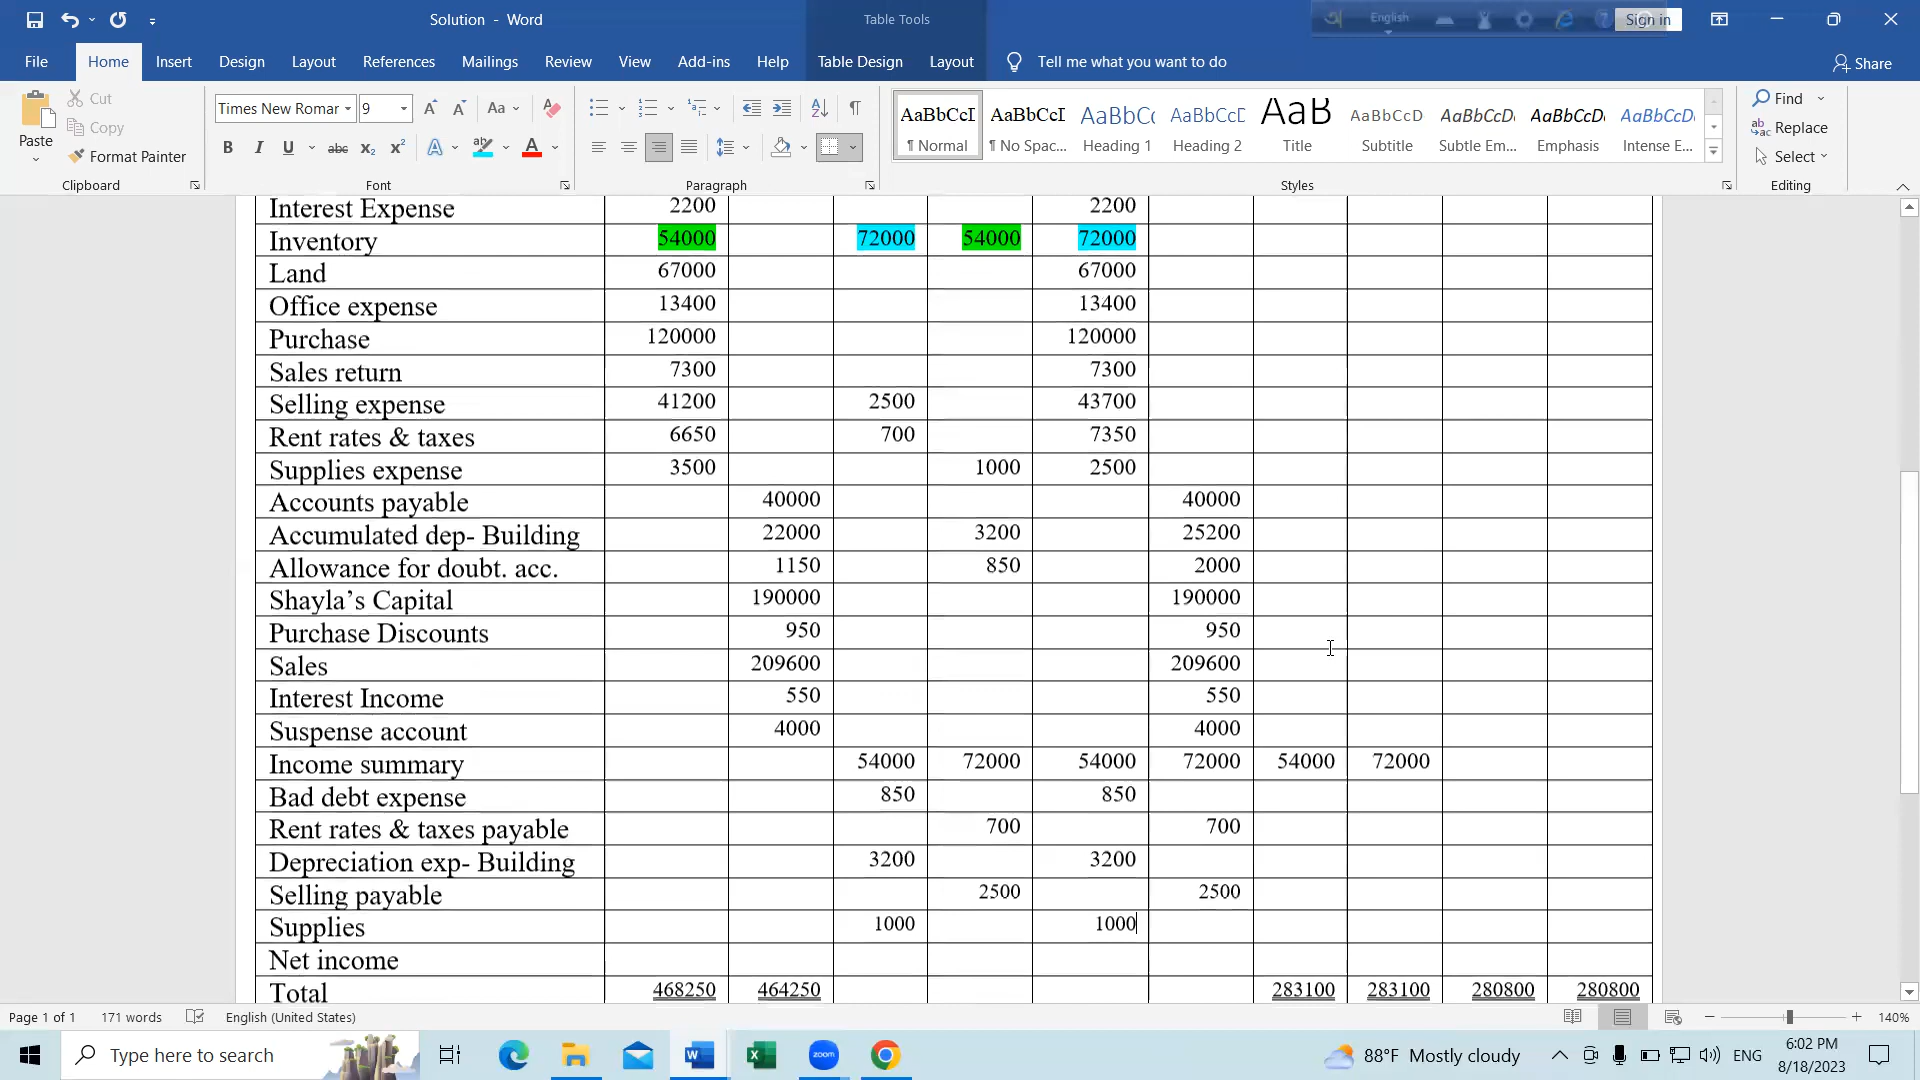 Solution - Word
Table Tools
English
Sign in
File Home Insert Design Layout References Mailings Review View Add-ins Help Table Design Layout Tell me what you want to do Share
Paste
Cut
Copy
Format Painter
Clipboard
Times New Roman 9
Font
Paragraph
AaBbCcI AaBbCcI AaBbCc AaBbCcD AaB AaBbCcD AaBbCcD AaBbCcD AaBbCcD
¶ Normal ¶ No Spac... Heading 1 Heading 2 Title Subtitle Subtle Em... Emphasis Intense E...
Styles
Find
Replace
Select
Editing
Interest Expense 2200 2200
Inventory 54000 72000 54000 72000
Land 67000 67000
Office expense 13400 13400
Purchase 120000 120000
Sales return 7300 7300
Selling expense 41200 2500 43700
Rent rates & taxes 6650 700 7350
Supplies expense 3500 1000 2500
Accounts payable 40000 40000
Accumulated dep- Building 22000 3200 25200
Allowance for doubt. acc. 1150 850 2000
Shayla’s Capital 190000 190000
Purchase Discounts 950 950
Sales 209600 209600
Interest Income 550 550
Suspense account 4000 4000
Income summary 54000 72000 54000 72000 54000 72000
Bad debt expense 850 850
Rent rates & taxes payable 700 700
Depreciation exp- Building 3200 3200
Selling payable 2500 2500
Supplies 1000 1000
Net income
Total 468250 464250 283100 283100 280800 280800
Page 1 of 1 171 words English (United States) 140%
Type here to search
zoom
88°F Mostly cloudy
ENG
6:02 PM
8/18/2023